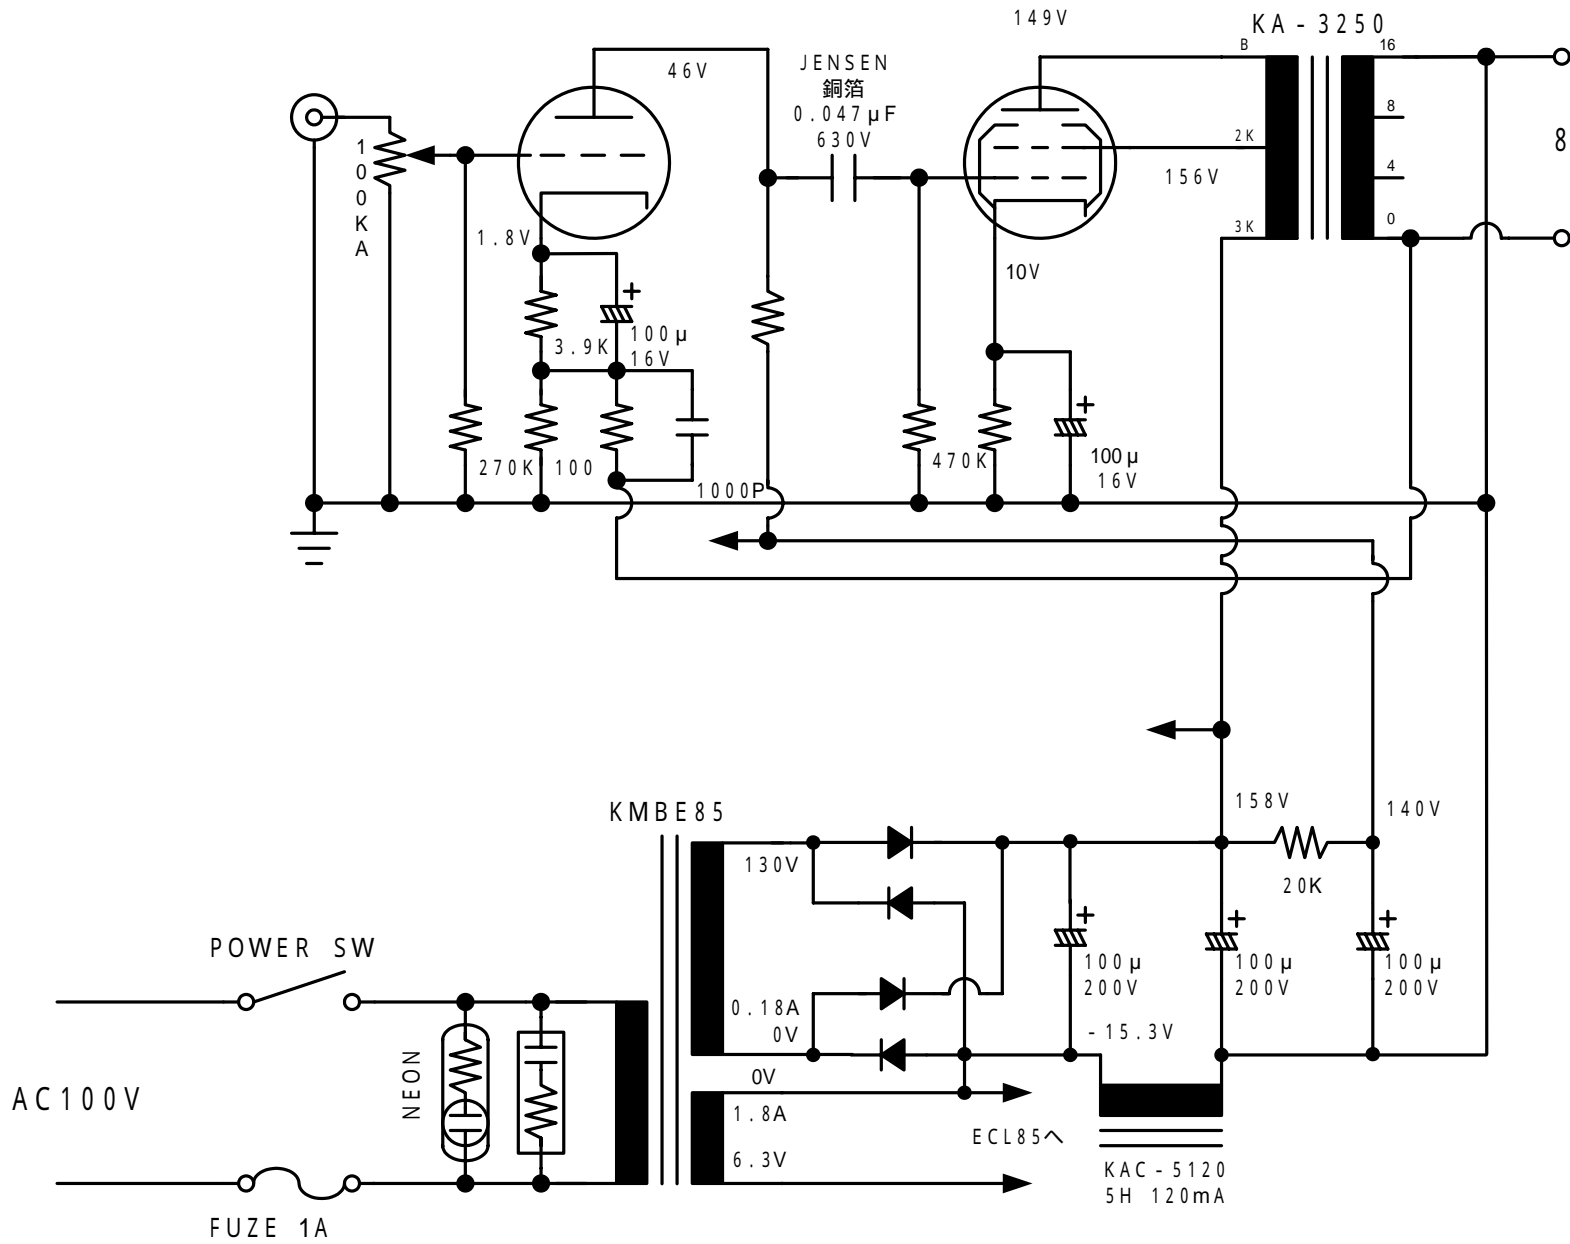 149V
KA-3250
B
16
46V
JENSEN
銅箔
0.047μF
630V
100KA
8
2K
8
156V
4
3K
0
1.8V
10V
3.9K
100μ
16V
270K
100
1000P
470K
100μ
16V
KMBE85
158V
140V
130V
20K
POWER SW
100μ
200V
100μ
200V
100μ
200V
0.18A
0V
-15.3V
NEON
AC100V
0V
1.8A
ECL85へ
6.3V
KAC-5120
5H 120mA
FUZE 1A